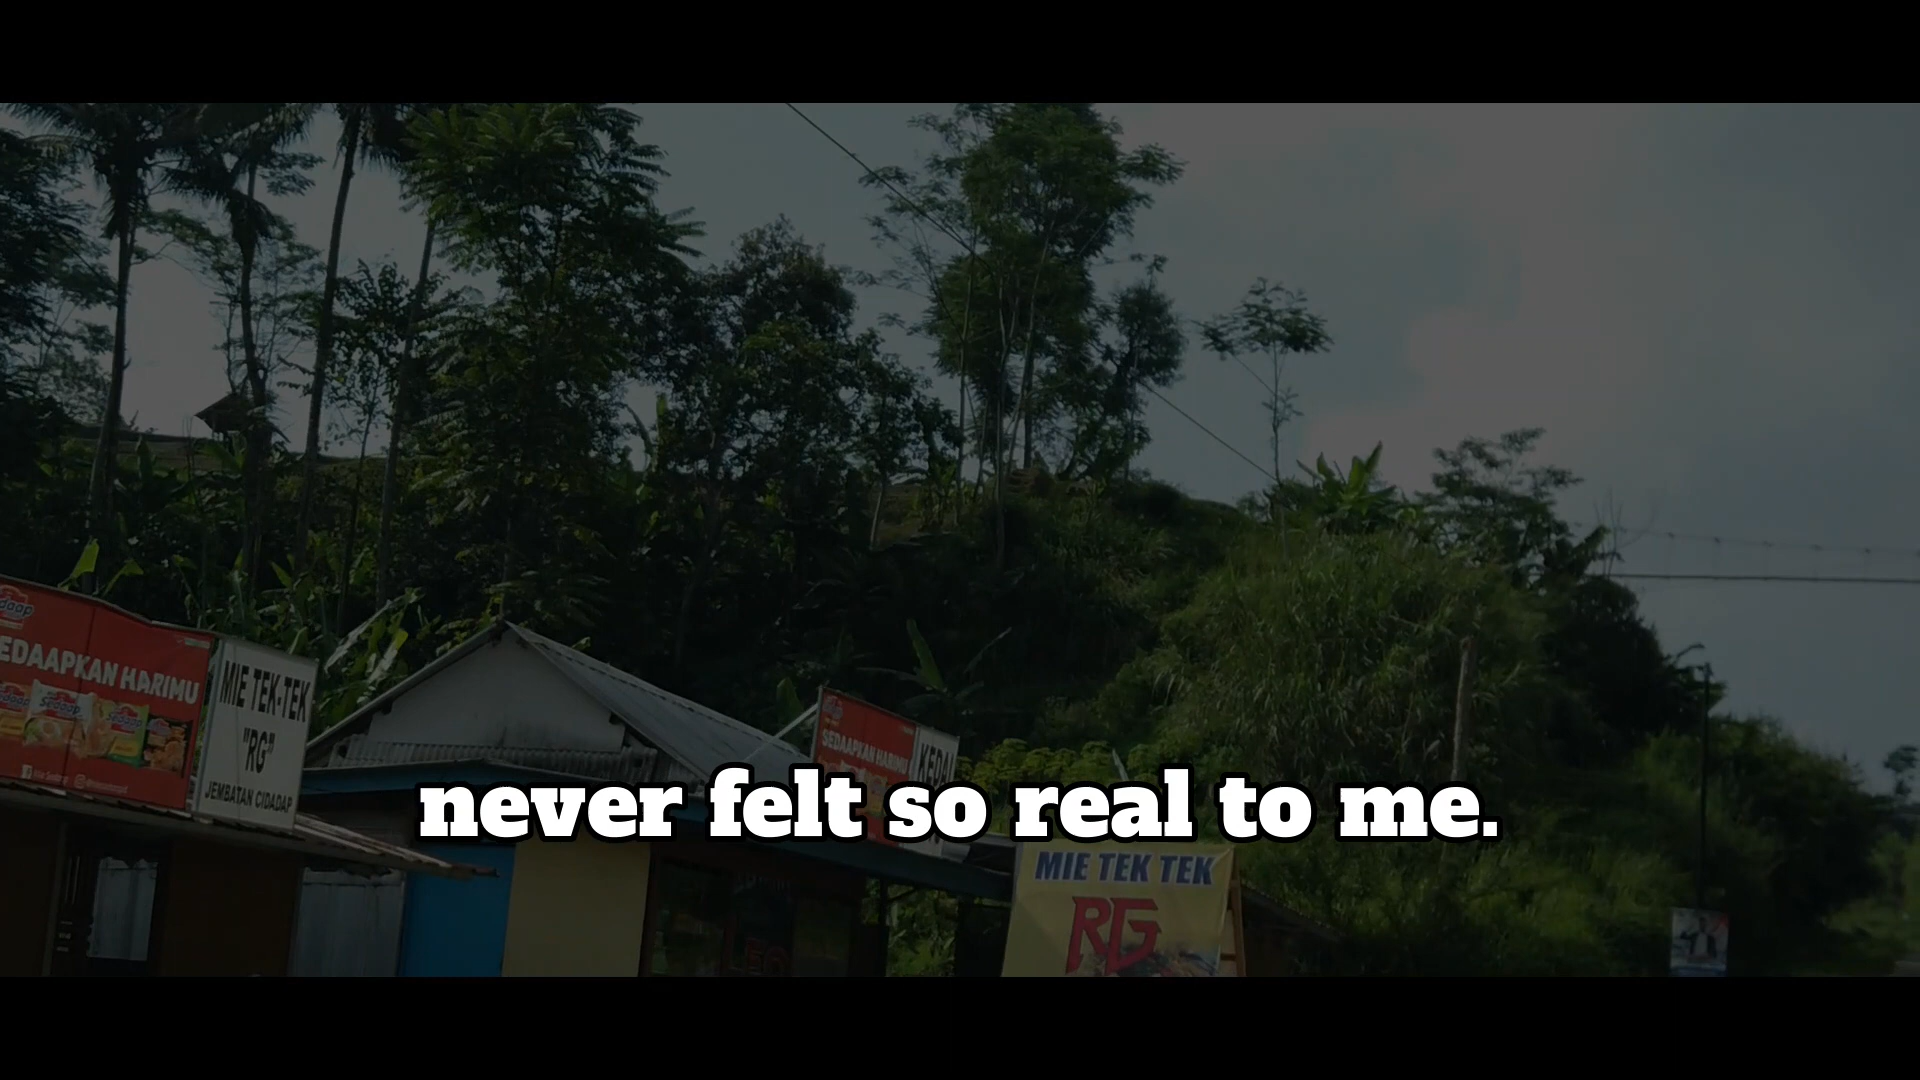 EDAAPKAN HARIMU
MIE TEK-TEK
"RG"
JEMBATAN CIDADAP
SEDAAPKAN HARIMU
KEDAI
never felt so real to me.
MIE TEK TEK
RG